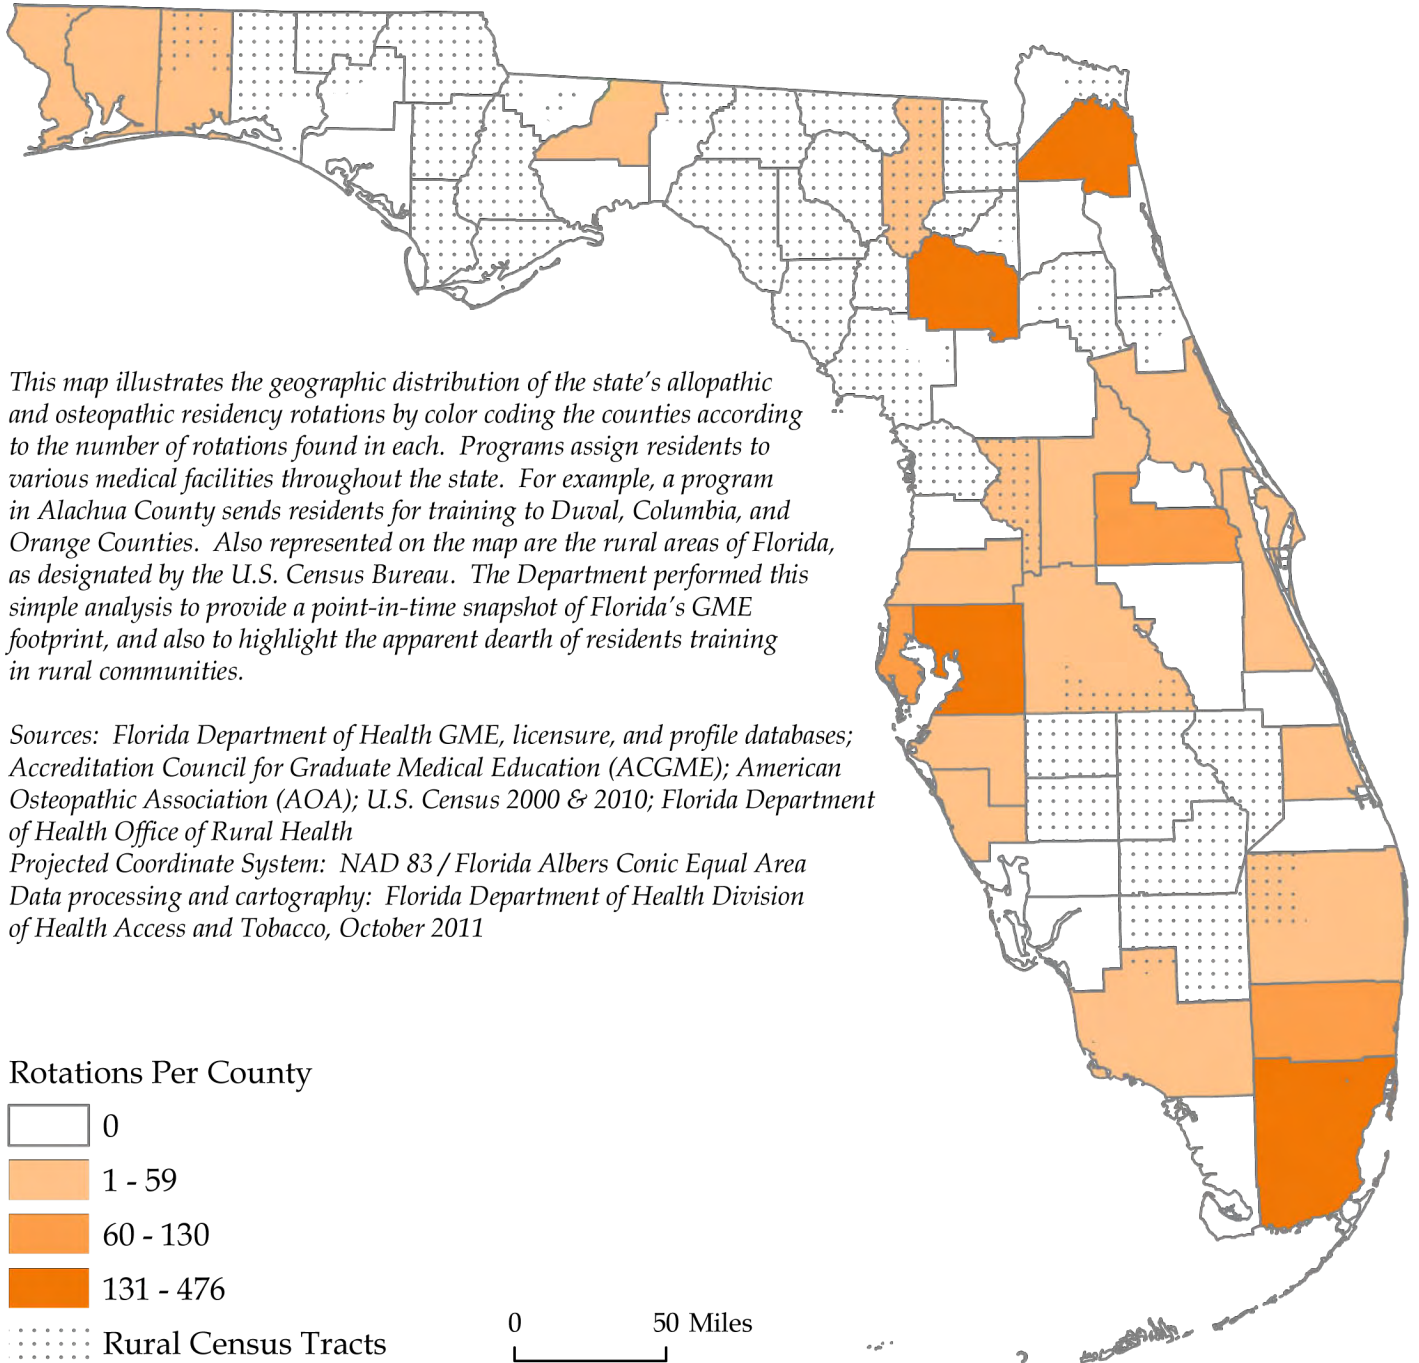 This map illustrates the geographic distribution of the state's allopathic
and osteopathic residency rotations by color coding the counties according
to the number of rotations found in each.  Programs assign residents to
various medical facilities throughout the state.  For example, a program
in Alachua County sends residents for training to Duval, Columbia, and
Orange Counties.  Also represented on the map are the rural areas of Florida,
as designated by the U.S. Census Bureau.  The Department performed this
simple analysis to provide a point-in-time snapshot of Florida's GME
footprint, and also to highlight the apparent dearth of residents training
in rural communities.
Sources:  Florida Department of Health GME, licensure, and profile databases;
Accreditation Council for Graduate Medical Education (ACGME); American
Osteopathic Association (AOA); U.S. Census 2000 & 2010; Florida Department
of Health Office of Rural Health
Projected Coordinate System:  NAD 83 / Florida Albers Conic Equal Area
Data processing and cartography:  Florida Department of Health Division
of Health Access and Tobacco, October 2011
Rotations Per County
0
1 - 59
60 - 130
131 - 476
Rural Census Tracts
0 50 Miles